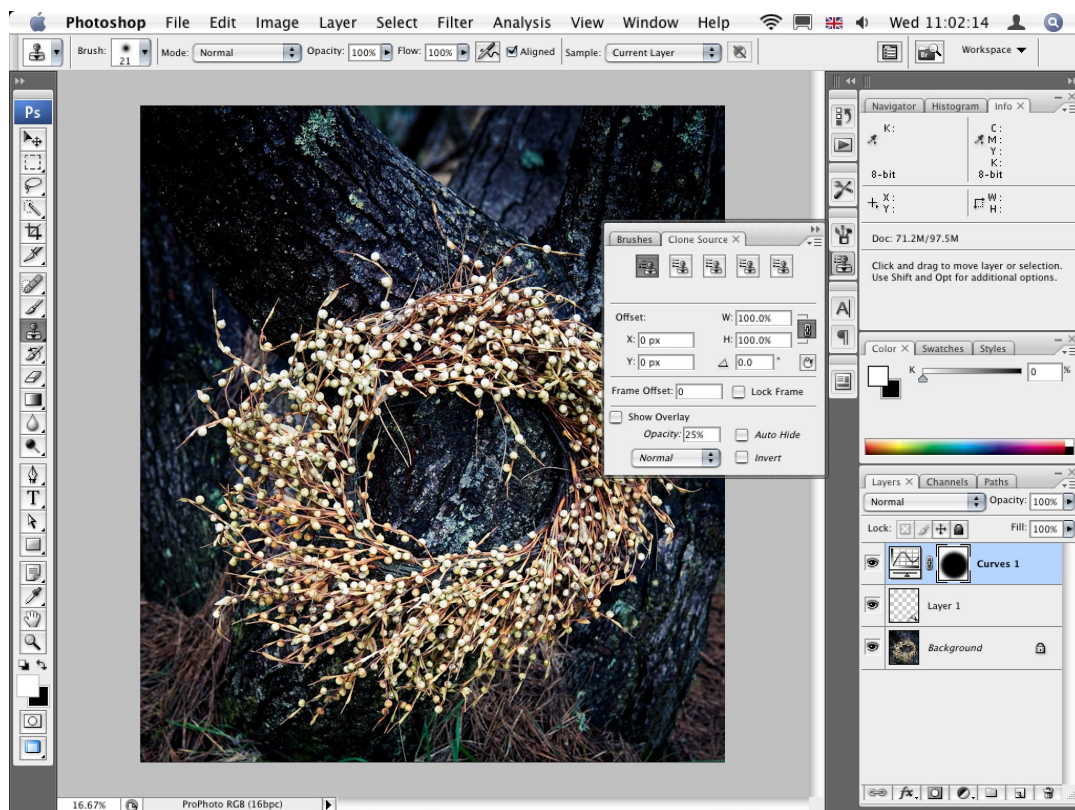 Photoshop File Edit Image Layer Select Filter Analysis View Window Help Wed 11:02:14
Brush: 21 Mode: Normal Opacity: 100% Flow: 100% Aligned Sample: Current Layer Br Workspace
Ps
T
Navigator Histogram Info
K: C:
M:
Y:
K:
8-bit 8-bit
X: W:
Y: H:
Doc: 71.2M/97.5M
Click and drag to move layer or selection.
Use Shift and Opt for additional options.
Brushes Clone Source
Offset: W: 100.0%
X: 0 px H: 100.0%
Y: 0 px 0.0 °
Frame Offset: 0 Lock Frame
Show Overlay
Opacity: 25% Auto Hide
Normal Invert
A
Color Swatches Styles
K 0 %
Layers Channels Paths
Normal Opacity: 100%
Lock: Fill: 100%
Curves 1
Layer 1
Background
16.67% ProPhoto RGB (16bpc)
fx